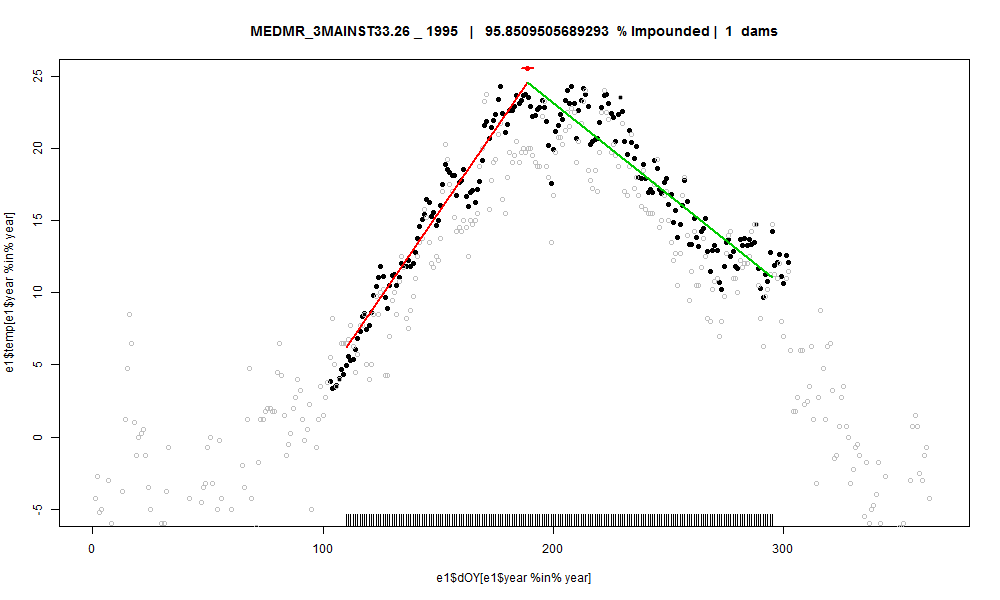 MEDMR_3MAINST33.26 _ 1995 | 95.8509505689293 % Impounded | 1 dams
e1$temp[e1$year %in% year]
25
20
15
10
5
0
-5
0 100 200 300
e1$dOY[e1$year %in% year]